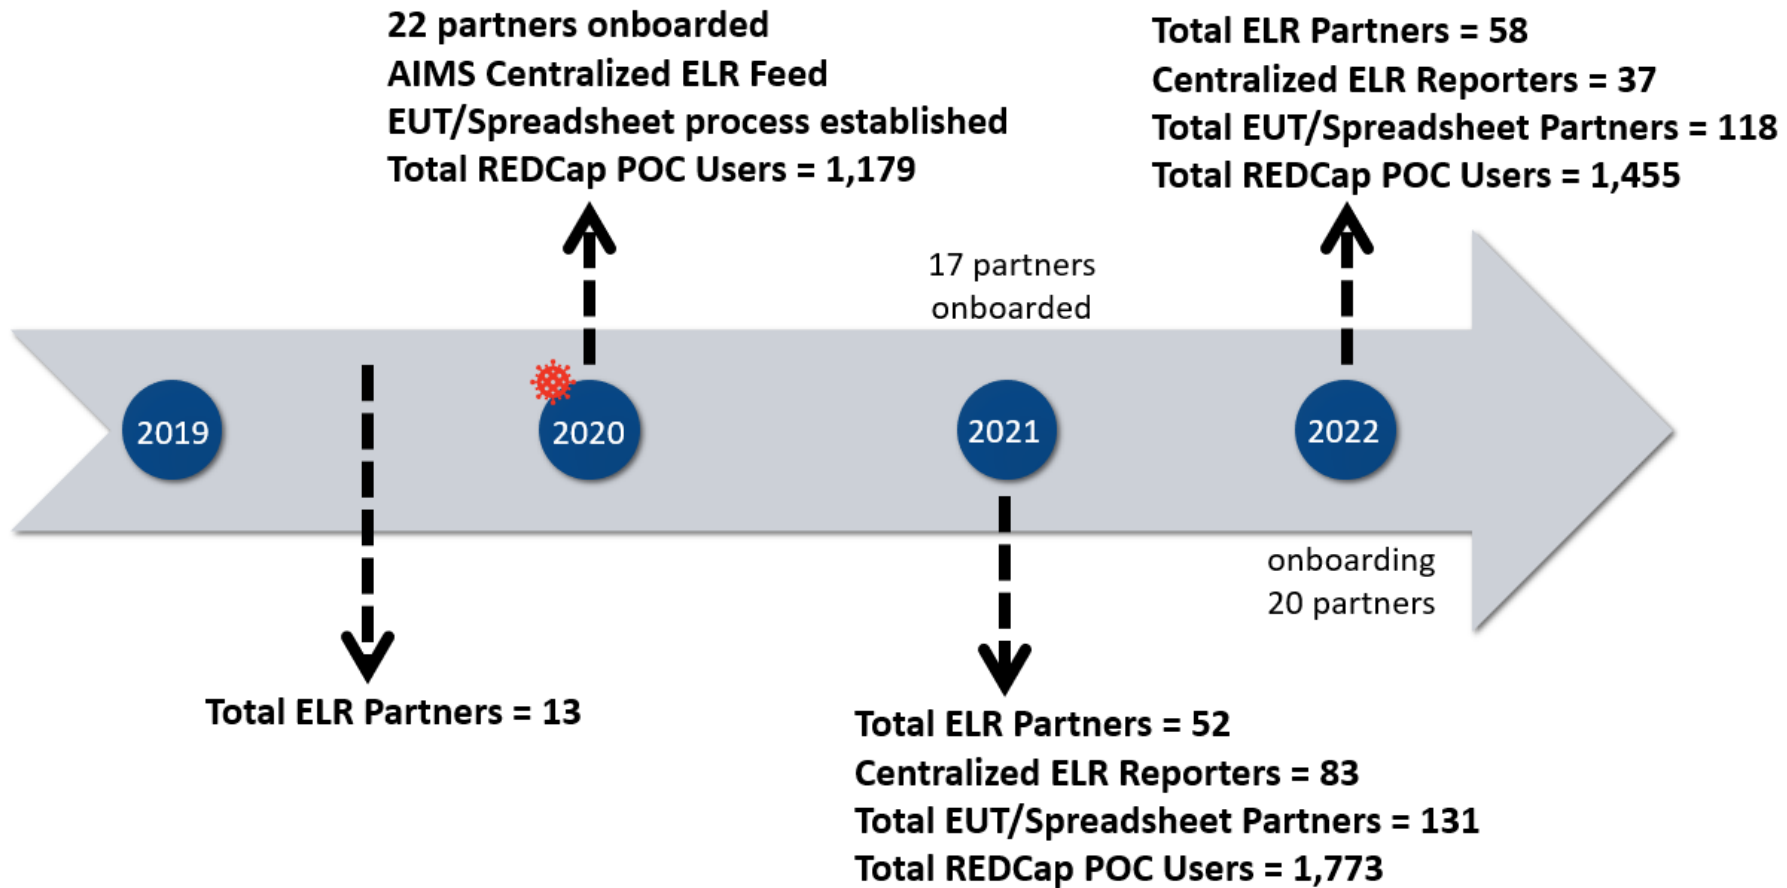 22 partners onboarded
AIMS Centralized ELR Feed
EUT/Spreadsheet process established
Total REDCap POC Users = 1,179
Total ELR Partners = 58
Centralized ELR Reporters = 37
Total EUT/Spreadsheet Partners = 118
Total REDCap POC Users = 1,455
17 partners
onboarded
2019
2020
2021
2022
onboarding
20 partners
Total ELR Partners = 13
Total ELR Partners = 52
Centralized ELR Reporters = 83
Total EUT/Spreadsheet Partners = 131
Total REDCap POC Users = 1,773